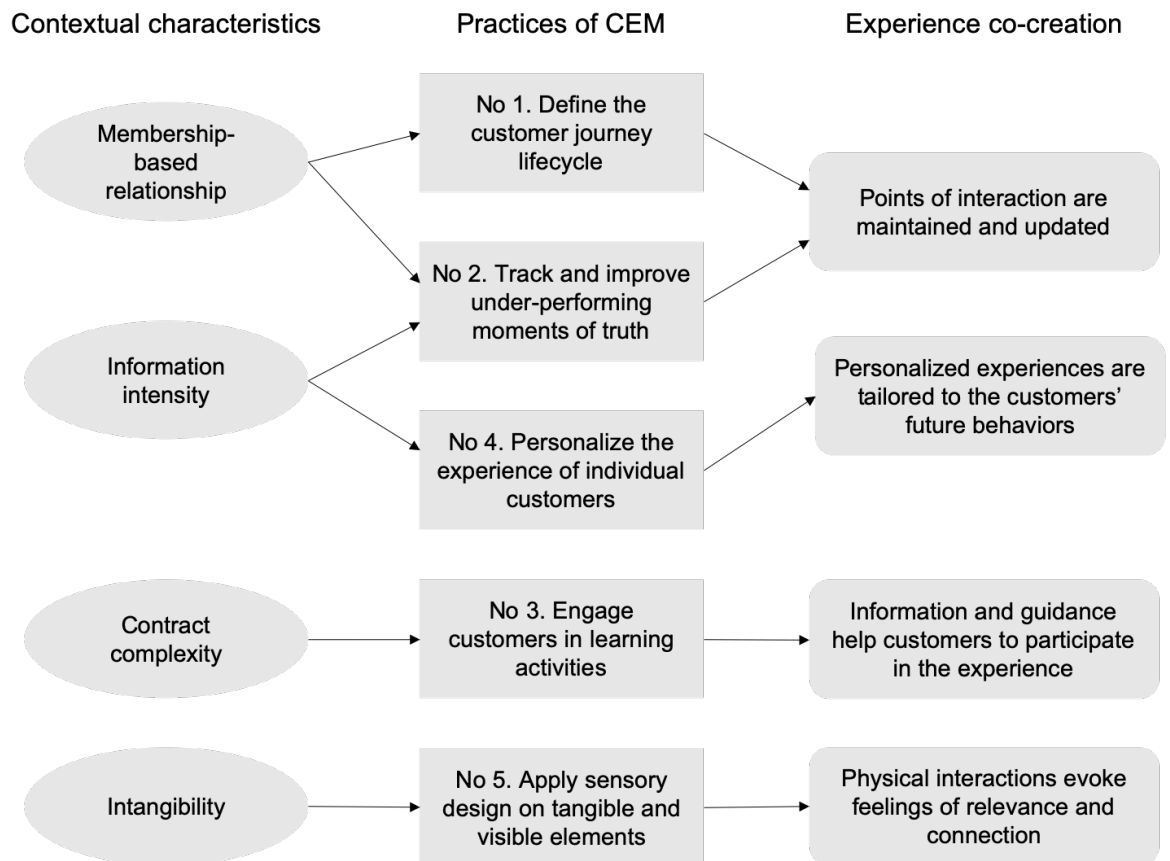 Contextual characteristics
Practices of CEM
Experience co-creation
Membership-
based
relationship
No 1. Define the
customer journey
lifecycle
Points of interaction are
maintained and updated
No 2. Track and improve
under-performing
moments of truth
Information
intensity
Personalized experiences are
tailored to the customers’
future behaviors
No 4. Personalize the
experience of individual
customers
Contract
complexity
No 3. Engage
customers in learning
activities
Information and guidance
help customers to participate
in the experience
Intangibility
No 5. Apply sensory
design on tangible and
visible elements
Physical interactions evoke
feelings of relevance and
connection